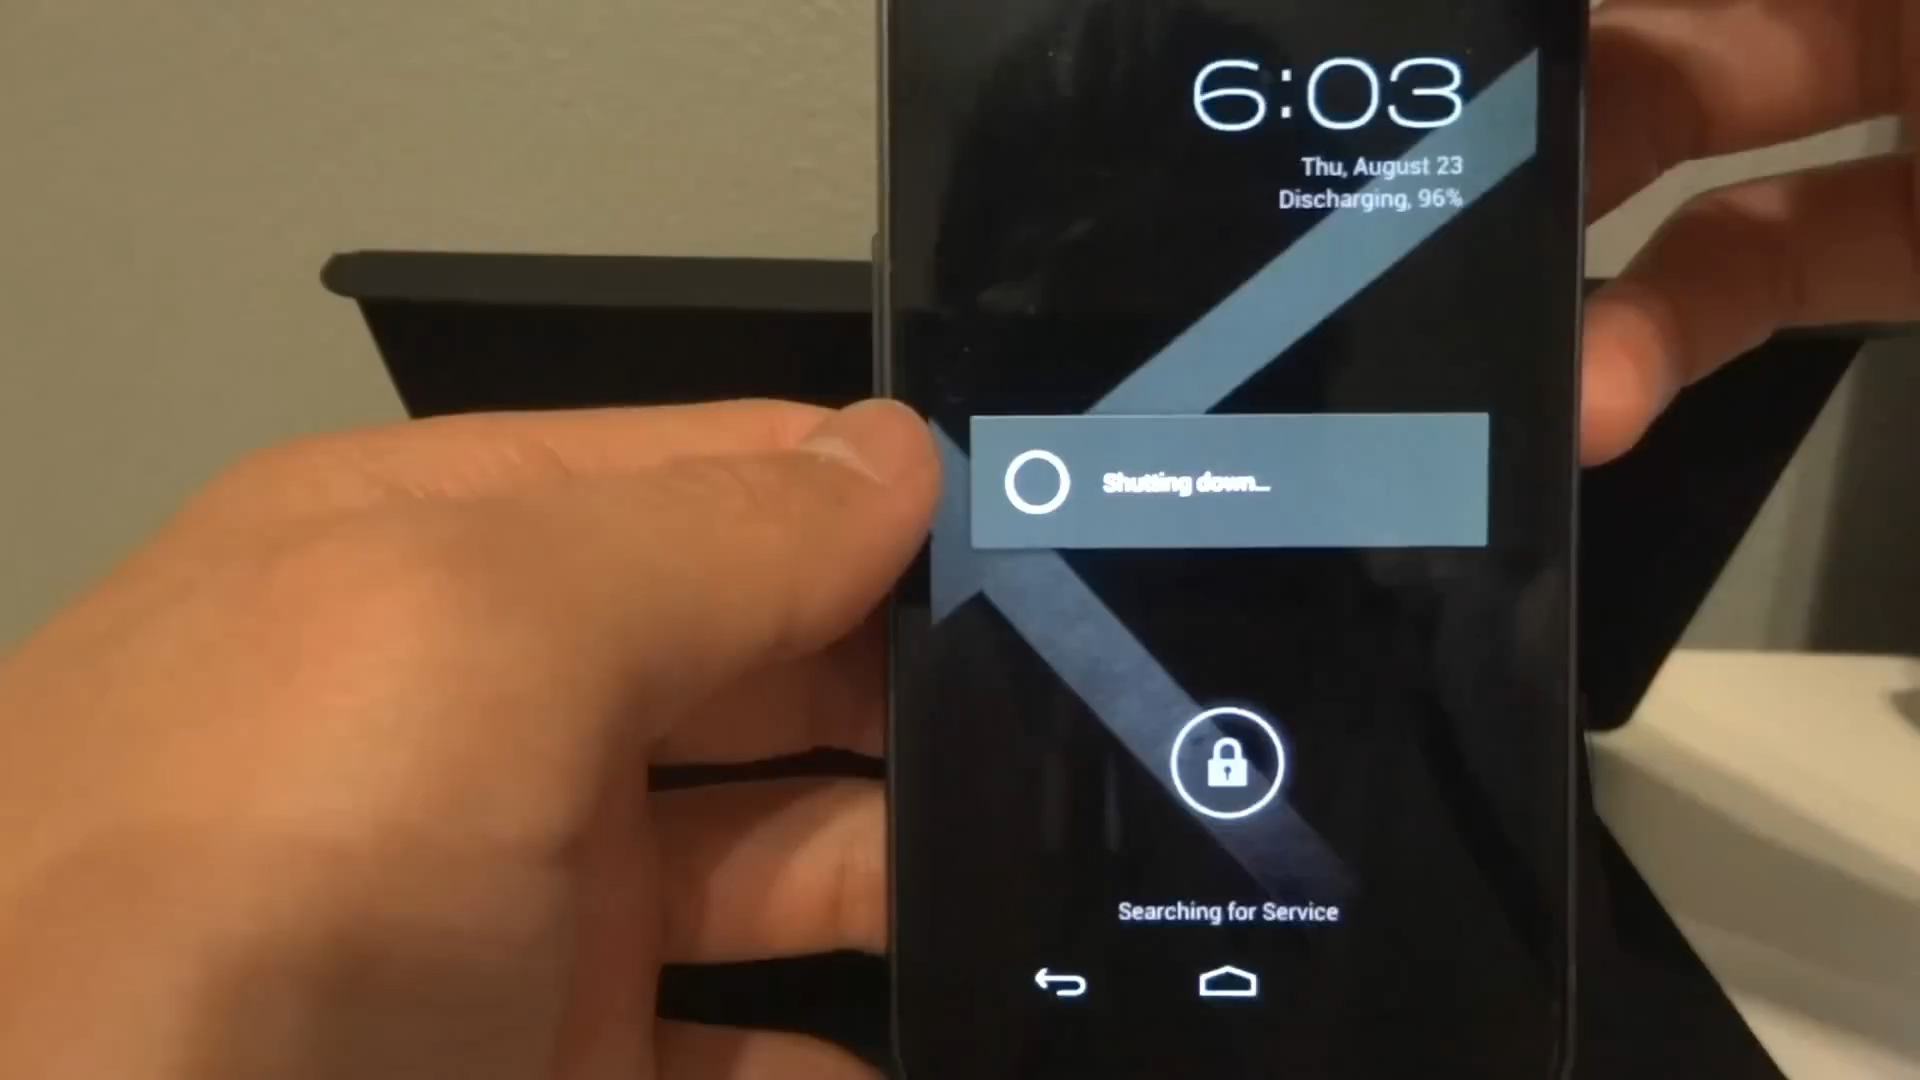 6:03
Thu, August 23
Discharging, 96%
Shutting down...
Searching for Service